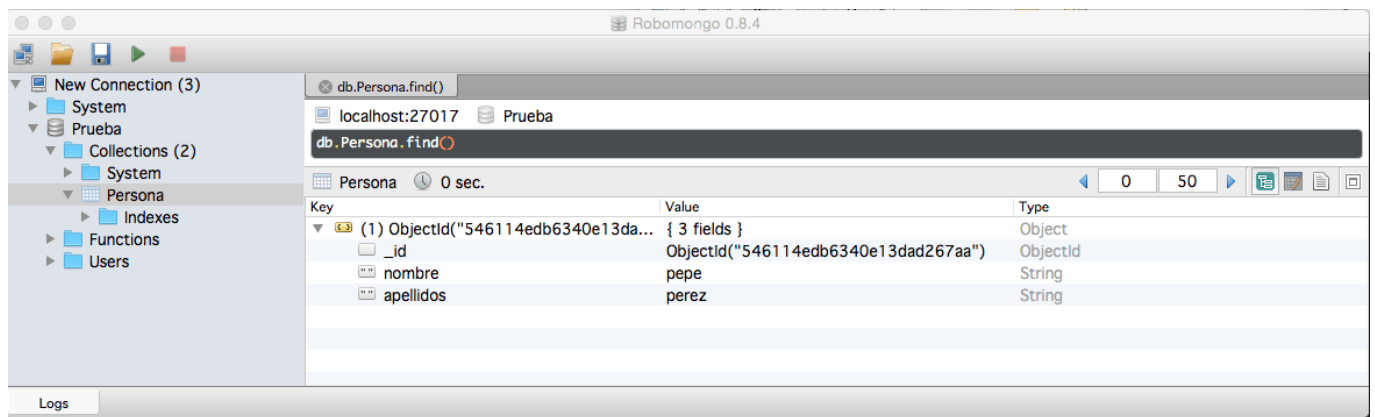 Robomongo 0.8.4
New Connection (3)
System
Prueba
Collections (2)
System
Persona
Indexes
Functions
Users
db.Persona.find()
localhost:27017 Prueba
db.Persona.find()
Persona 0 sec. 0 50
Key Value Type
(1) ObjectId("546114edb6340e13da... { 3 fields } Object
_id ObjectId("546114edb6340e13dad267aa") ObjectId
nombre pepe String
apellidos perez String
Logs